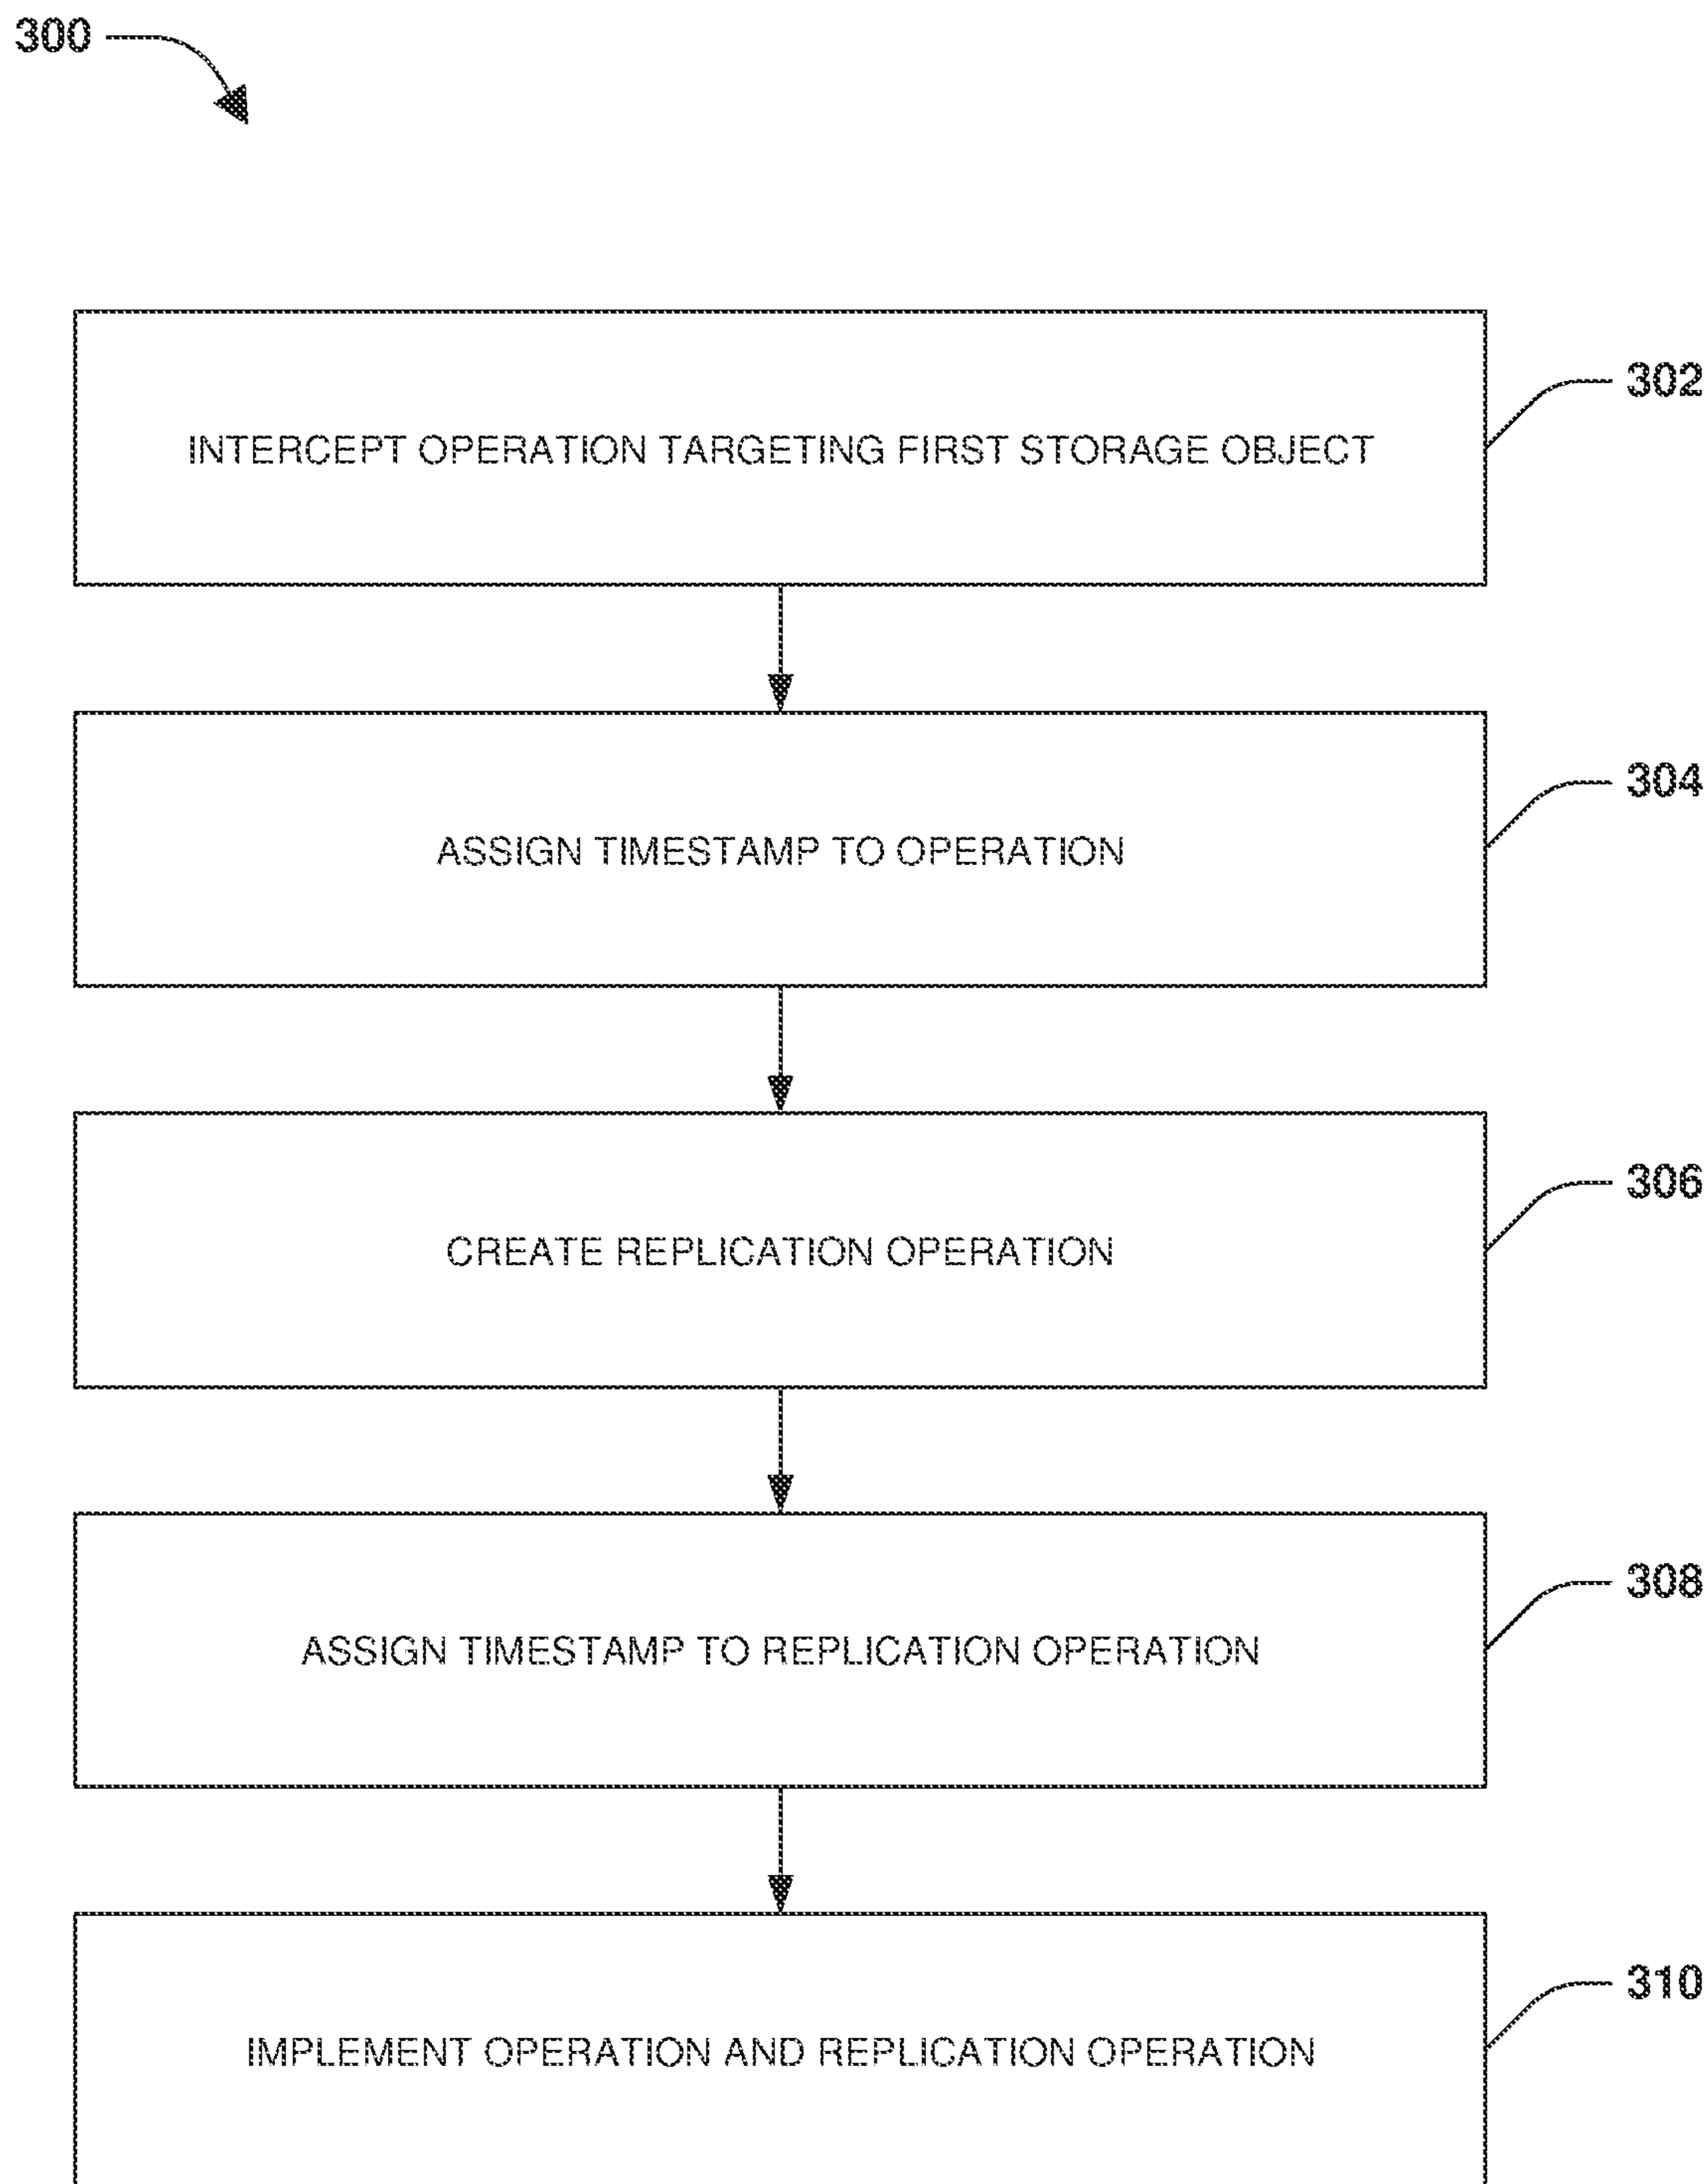 300
INTERCEPT OPERATION TARGETING FIRST STORAGE OBJECT
302
ASSIGN TIMESTAMP TO OPERATION
304
CREATE REPLICATION OPERATION
306
ASSIGN TIMESTAMP TO REPLICATION OPERATION
308
IMPLEMENT OPERATION AND REPLICATION OPERATION
310